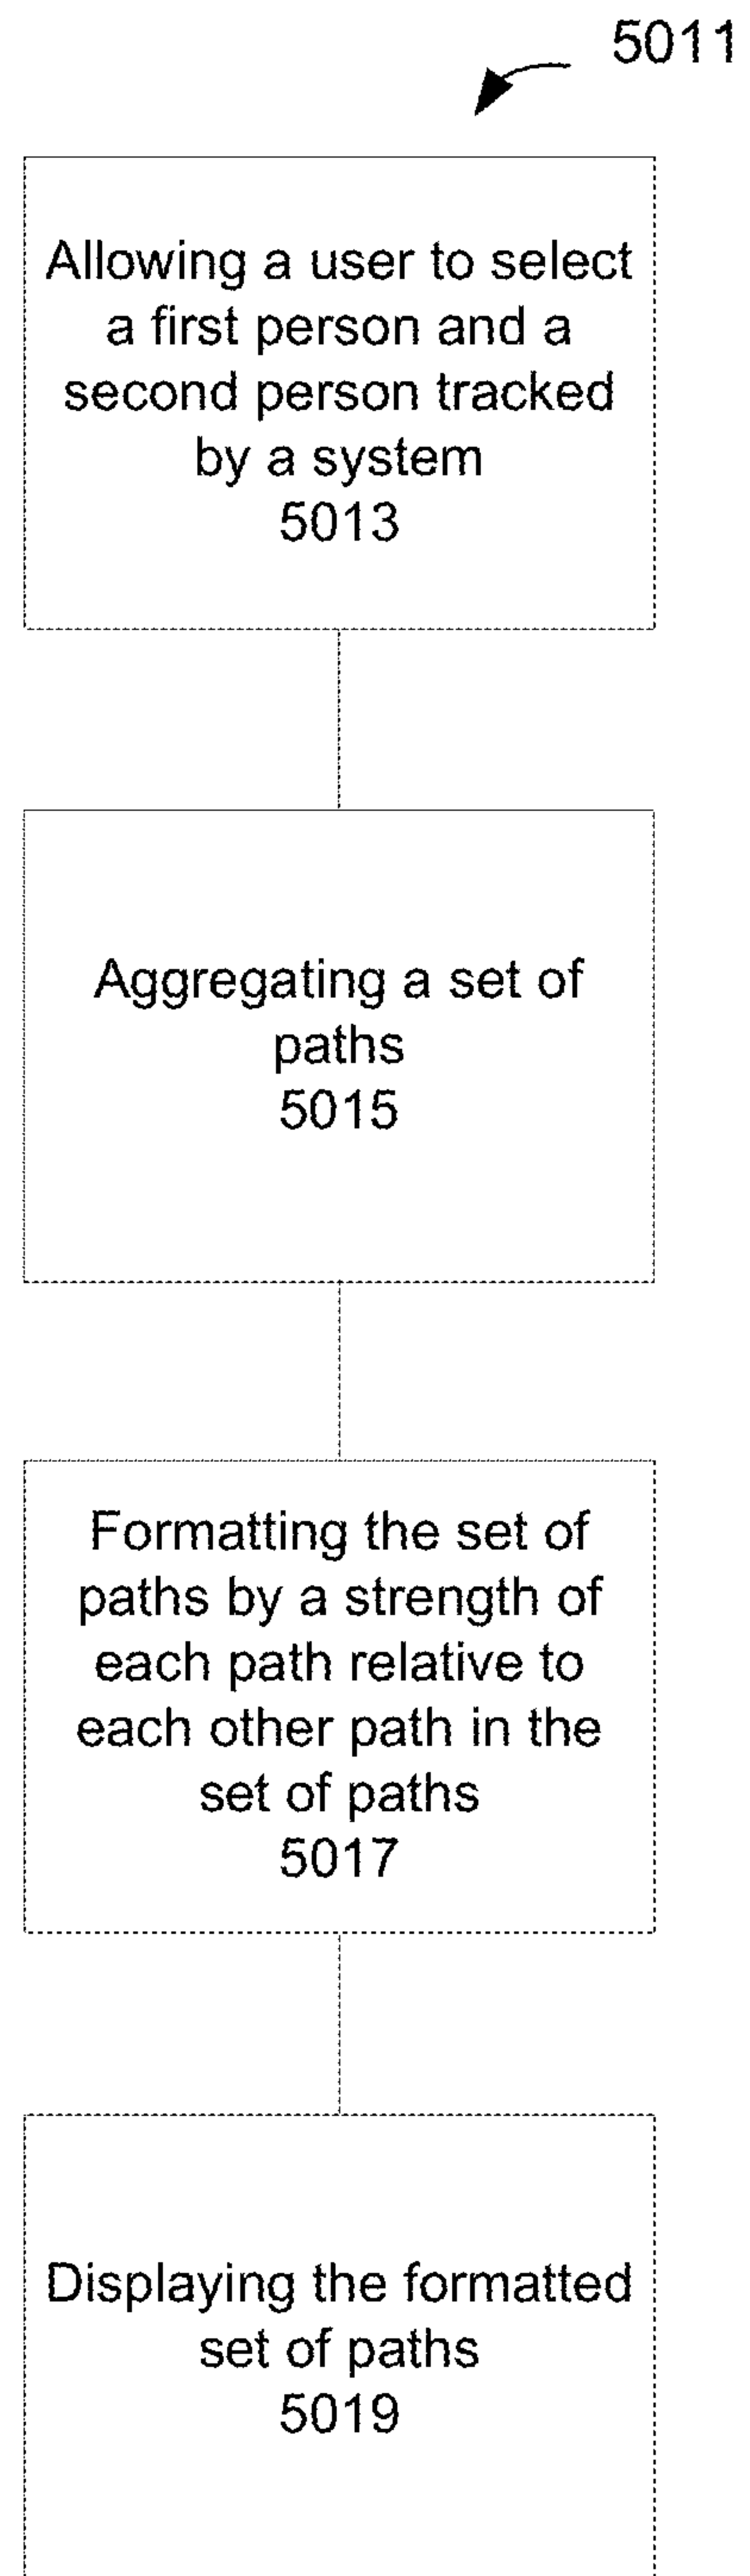 5011
Allowing a user to select
a first person and a
second person tracked
by a system
5013
Aggregating a set of
paths
5015
Formatting the set of
paths by a strength of
each path relative to
each other path in the
set of paths
5017
Displaying the formatted
set of paths
5019